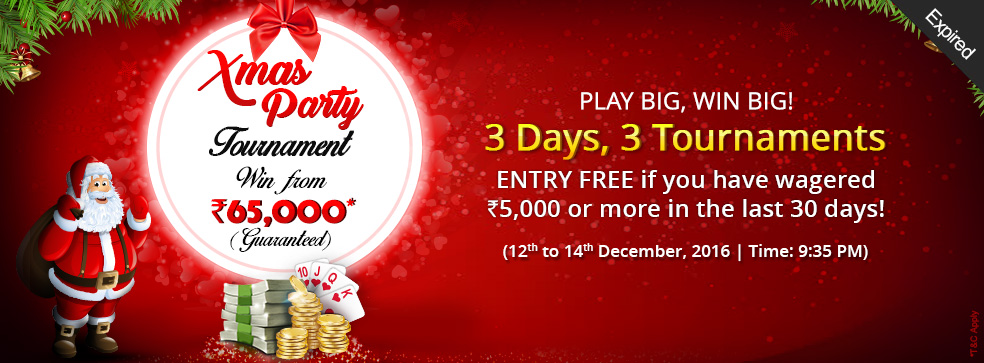 Xmas
Party
Tournament
Win from
₹65,000*
(Guaranteed)
Expired
PLAY BIG, WIN BIG!
3 Days, 3 Tournaments
ENTRY FREE if you have wagered
₹5,000 or more in the last 30 days!
(12th to 14th December, 2016 | Time: 9:35 PM)
10 J Q K
*T&C Apply